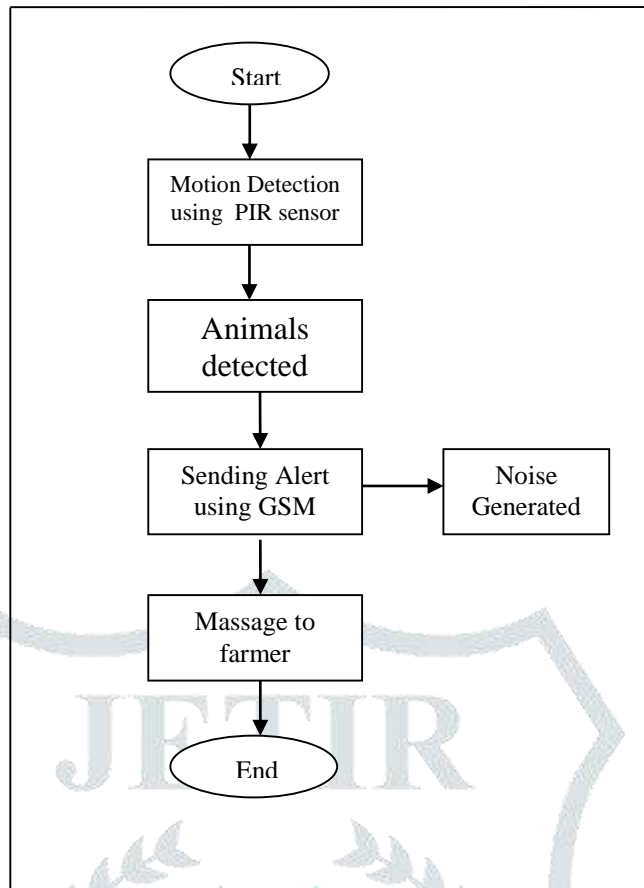 Start
Motion Detection
using PIR sensor
Animals
detected
Sending Alert
using GSM
Noise
Generated
Massage to
farmer
JETIR
End